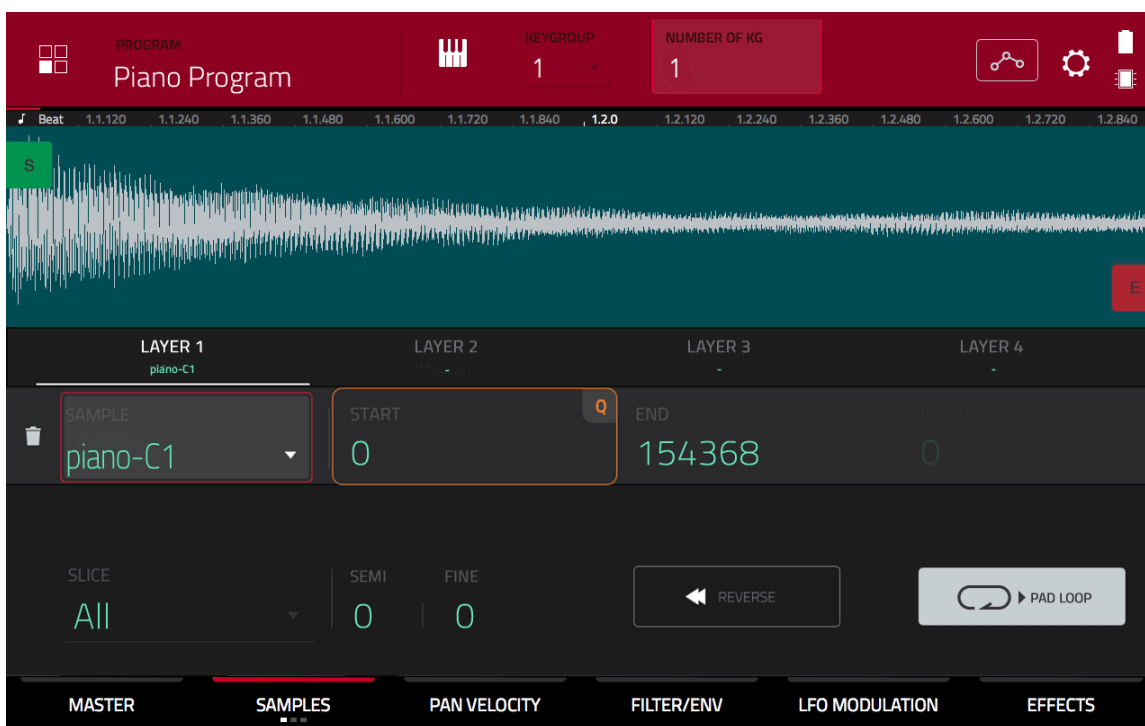 PROGRAM KEYGROUP NUMBER OF KG
Piano Program 1 1
Beat 1.1.120 1.1.240 1.1.360 1.1.480 1.1.600 1.1.720 1.1.840 1.2.0 1.2.120 1.2.240 1.2.360 1.2.480 1.2.600 1.2.720 1.2.840
S
E
LAYER 1 LAYER 2 LAYER 3 LAYER 4
piano-C1 - - -
SAMPLE START Q END LOOP
piano-C1 0 154368 0
SLICE SEMI FINE
All 0 0 REVERSE PAD LOOP
MASTER SAMPLES PAN VELOCITY FILTER/ENV LFO MODULATION EFFECTS